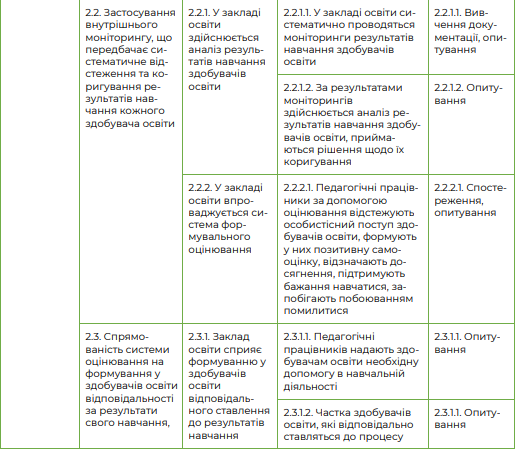 2.2. Застосування
внутрішнього
моніторингу, що
передбачає си-
стематичне від-
стеження та ко-
ригування ре-
зультатів нав-
чання кожного
здобувача освіти
2.2.1. У закладі
освіти
здійснюється
аналіз резуль-
татів навчання
здобувачів
освіти
2.2.1.1. У закладі освіти си-
стематично проводяться
моніторинги результатів
навчання здобувачів
освіти
2.2.1.1. Вив-
чення доку-
ментації, опи-
тування
2.2.1.2. За результатами
моніторингів
здійснюється аналіз ре-
зультатів навчання здобу-
вачів освіти, прийма-
ються рішення щодо їх
коригування
2.2.1.2. Опиту-
вання
2.2.2. У закладі
освіти впро-
ваджується си-
стема фор-
мувального
оцінювання
2.2.2.1. Педагогічні праців-
ники за допомогою
оцінювання відстежують
особистісний поступ здо-
бувачів освіти, формують
у них позитивну само-
оцінку, відзначають до-
сягнення, підтримують
бажання навчатися, за-
побігають побоюванням
помилитися
2.2.2.1. Спосте-
реження,
опитування
2.3. Спрямо-
ваність системи
оцінювання на
формування у
здобувачів освіти
відповідальності
за результати
свого навчання,
2.3.1. Заклад
освіти сприяє
формуванню у
здобувачів
освіти
відповідаль-
ного ставлення
до результатів
навчання
2.3.1.1. Педагогічні
працівників надають здо-
бувачам освіти необхідну
допомогу в навчальній
діяльності
2.3.1.1. Опиту-
вання
2.3.1.2. Частка здобувачів
освіти, які відповідально
ставляться до процесу
2.3.1.1. Опиту-
вання